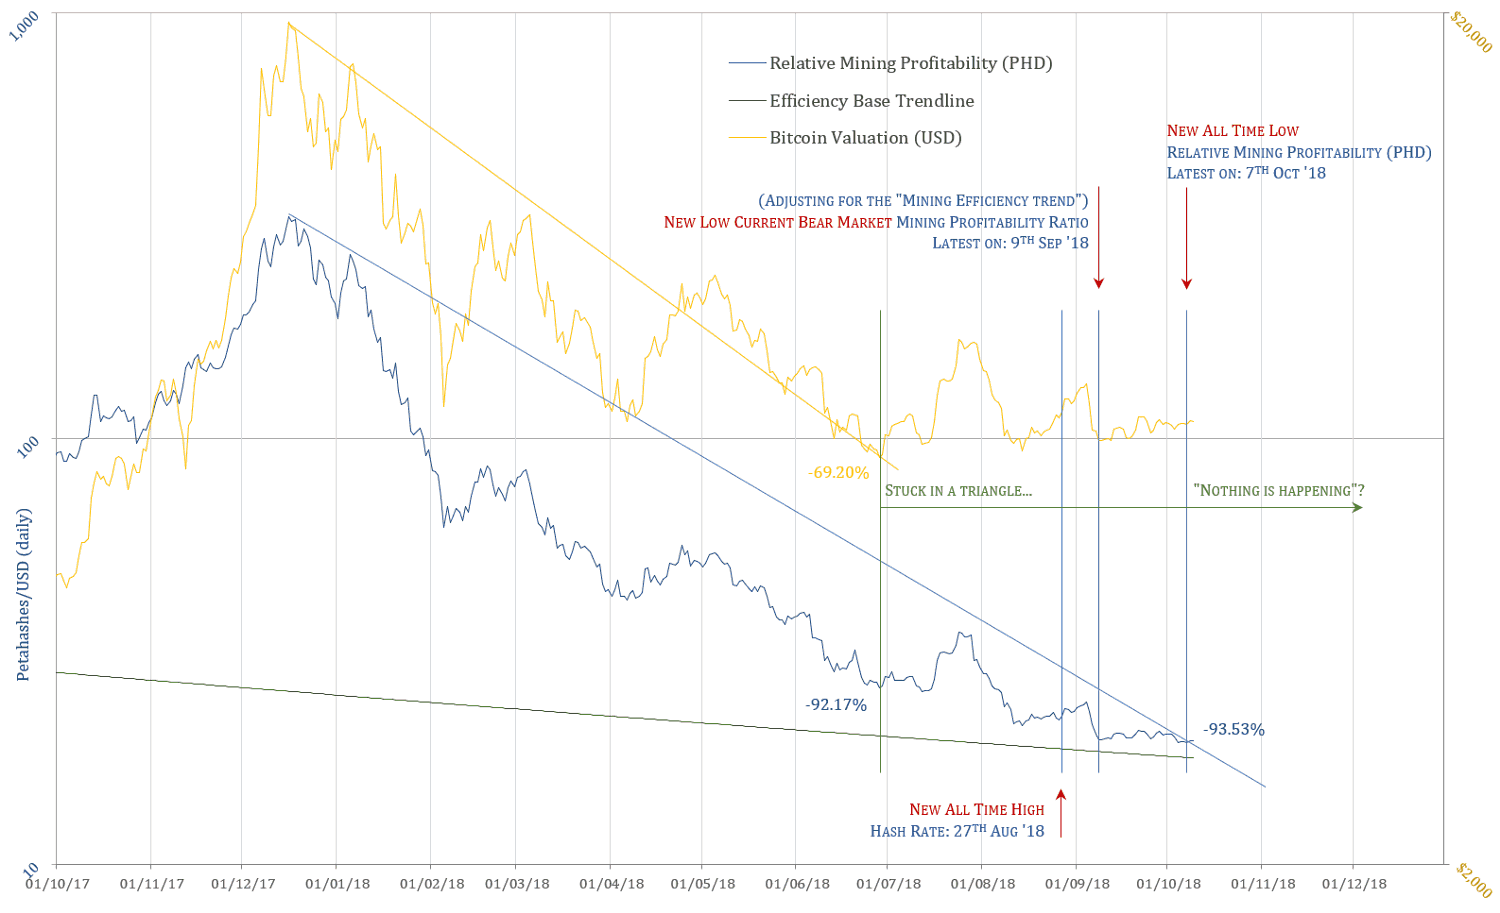 1,000
$20,000
Relative Mining Profitability (PHD)
Efficiency Base Trendline
Bitcoin Valuation (USD)
New All Time Low
Relative Mining Profitability (PHD)
Latest on: 7th Oct '18
(Adjusting for the "Mining Efficiency trend")
New Low Current Bear Market Mining Profitability Ratio
Latest on: 9th Sep '18
100
-69.20%
Stuck in a triangle...
"Nothing is happening"?
Petahashes/USD (daily)
-92.17%
-93.53%
New All Time High
Hash Rate: 27th Aug '18
10
$2,000
01/10/17 01/11/17 01/12/17 01/01/18 01/02/18 01/03/18 01/04/18 01/05/18 01/06/18 01/07/18 01/08/18 01/09/18 01/10/18 01/11/18 01/12/18